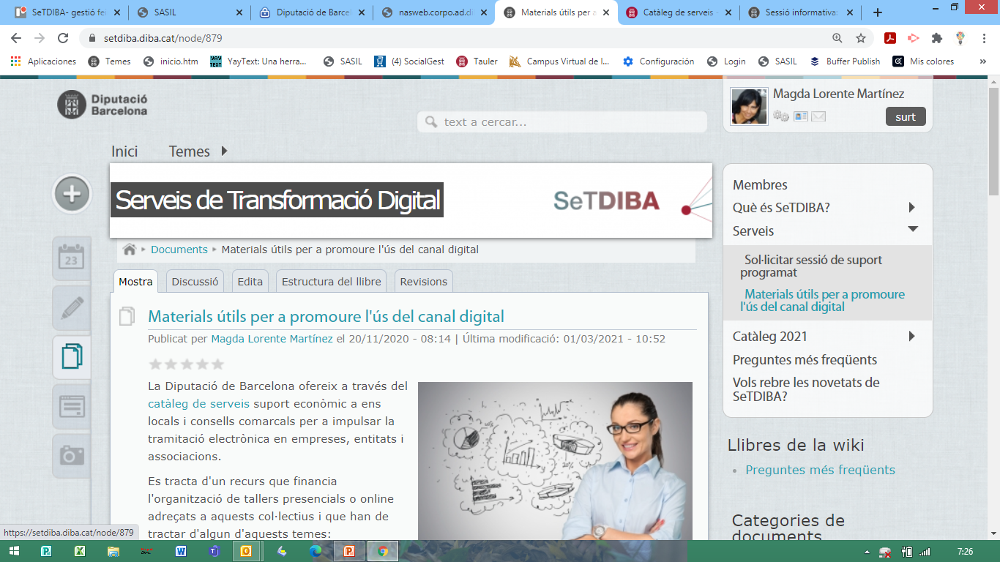 SeTDIBA- gestió fei
SASIL
Diputació de Barcel
nasweb.corpo.ad.di
Materials útils per a
Catàleg de serveis -
Sessió informativa:
setdiba.diba.cat/node/879
Aplicaciones
Temes
inicio.htm
YAY TEXT
YayText: Una herra...
SASIL
(4) SocialGest
Tauler
Campus Virtual de l...
Configuración
Login
SASIL
Buffer Publish
Mis colores
»
Diputació
Barcelona
text a cercar...
Magda Lorente Martínez
surt
Inici
Temes
Serveis de Transformació Digital
SeTDIBA
Documents
Materials útils per a promoure l'ús del canal digital
Mostra
Discussió
Edita
Estructura del llibre
Revisions
23
Materials útils per a promoure l'ús del canal digital
Publicat per Magda Lorente Martínez el 20/11/2020 - 08:14 | Última modificació: 01/03/2021 - 10:52
La Diputació de Barcelona ofereix a través del
catàleg de serveis suport econòmic a ens
locals i consells comarcals per a impulsar la
tramitació electrònica en empreses, entitats i
associacions.
Es tracta d'un recurs que financia
l'organització de tallers presencials o online
adreçats a aquests col·lectius i que han de
tractar d'algun d'aquests temes:
Membres
Què és SeTDIBA?
Serveis
Sol·licitar sessió de suport
programat
Materials útils per a promoure
l'ús del canal digital
Catàleg 2021
Preguntes més freqüents
Vols rebre les novetats de
SeTDIBA?
Llibres de la wiki
Preguntes més freqüents
Categories de
documents
https://setdiba.diba.cat/node/879
7:26